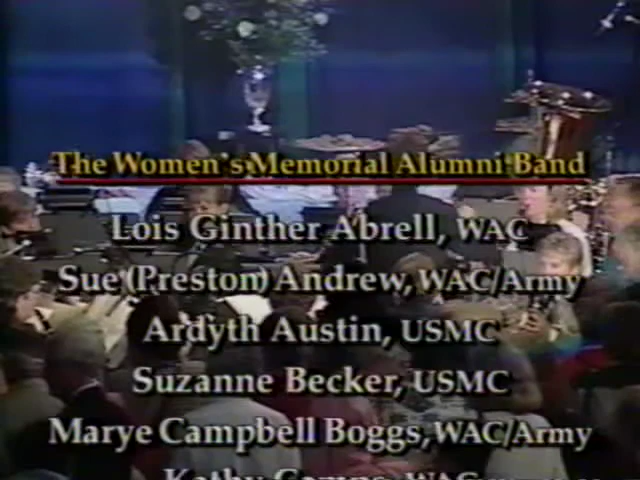 The Women's Memorial Alumni Band
Lois Ginther Abrell, WAC
Sue (Preston) Andrew, WAC/Army
Ardyth Austin, USMC
Suzanne Becker, USMC
Marye Campbell Boggs, WAC/Army
Kathy